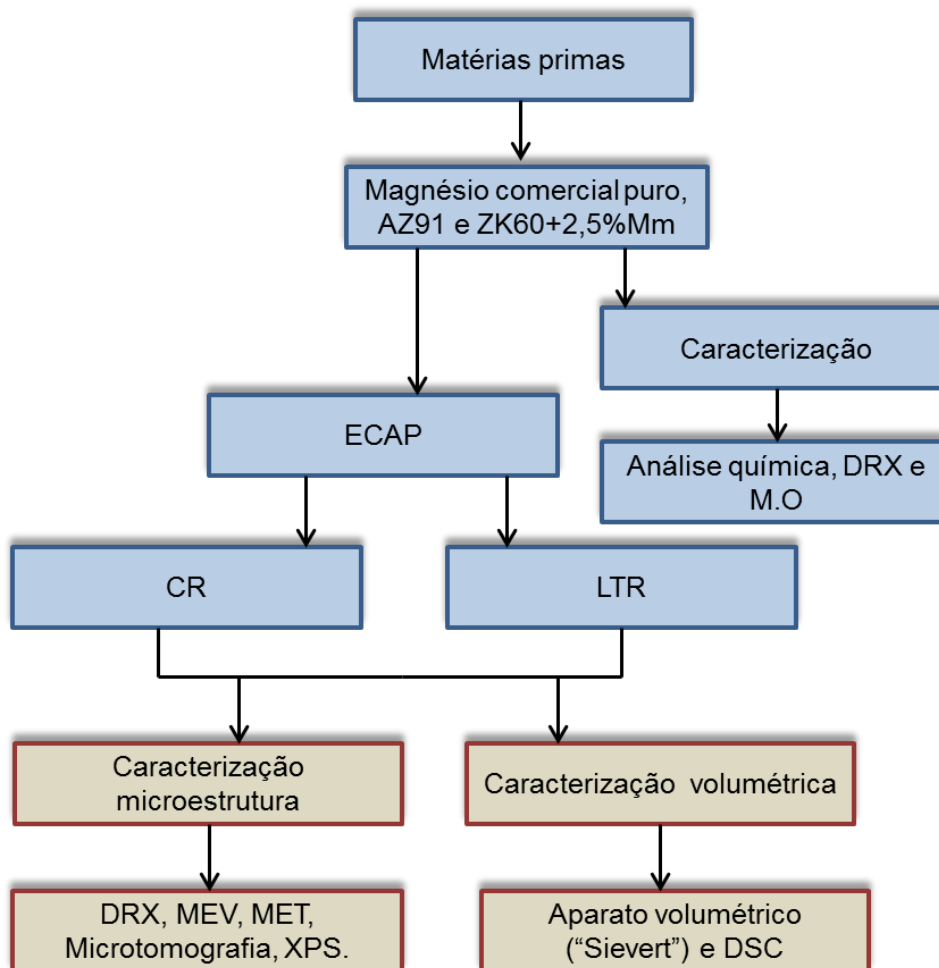 Matérias primas
Magnésio comercial puro,
AZ91 e ZK60+2,5%Mm
Caracterização
ECAP
Análise química, DRX e
M.O
CR
LTR
Caracterização
microestrutura
Caracterização volumétrica
DRX, MEV, MET,
Microtomografia, XPS.
Aparato volumétrico
(“Sievert”) e DSC